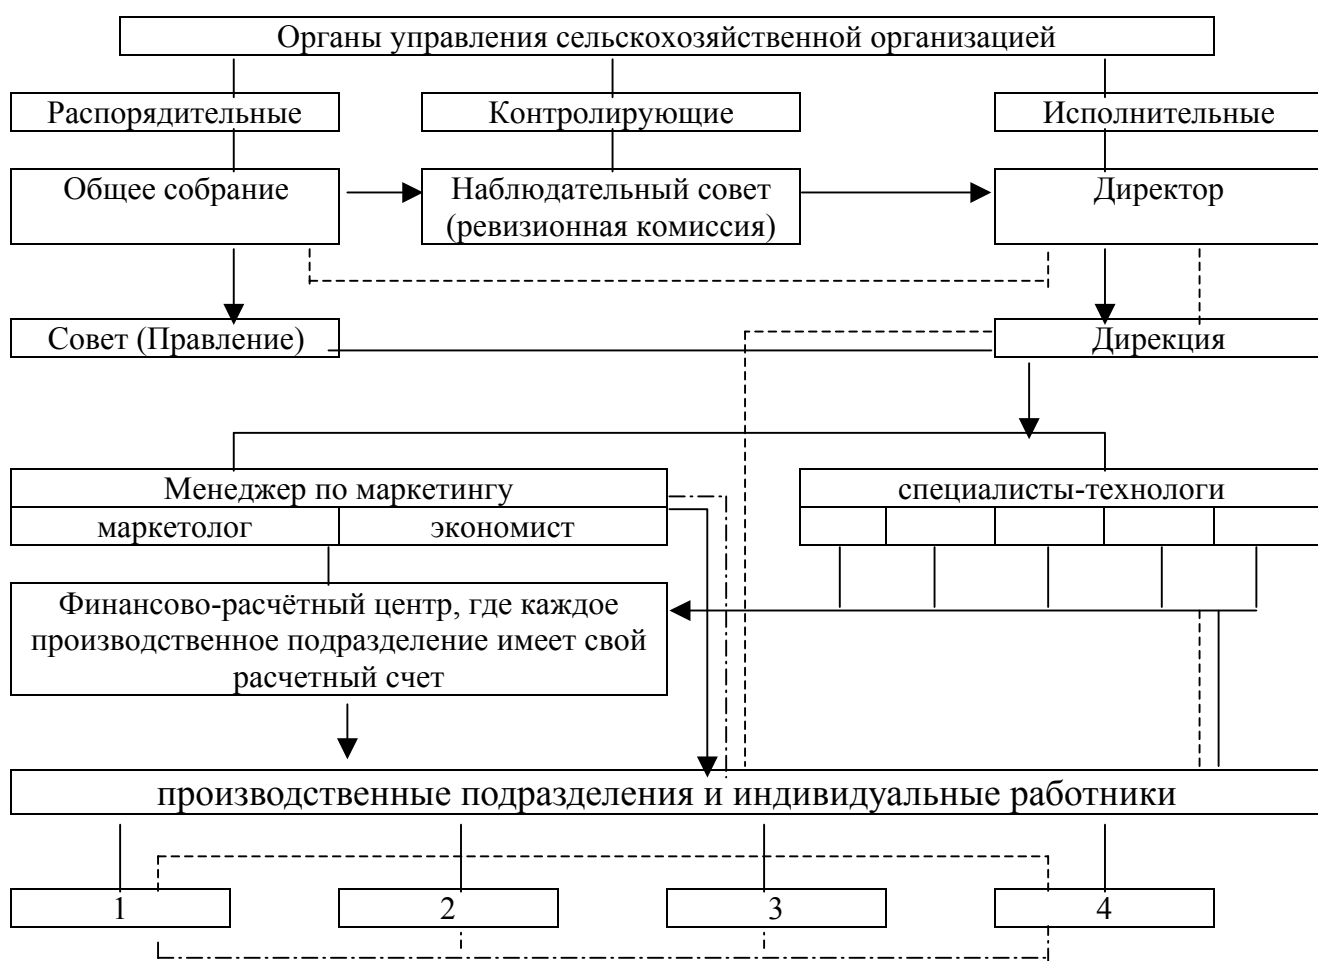 Органы управления сельскохозяйственной организацией
Распорядительные
Контролирующие
Исполнительные
Общее собрание
Наблюдательный совет
(ревизионная комиссия)
Директор
Совет (Правление)
Дирекция
Менеджер по маркетингу
специалисты-технологи
маркетолог
экономист
Финансово-расчётный центр, где каждое
производственное подразделение имеет свой
расчетный счет
производственные подразделения и индивидуальные работники
1
2
3
4